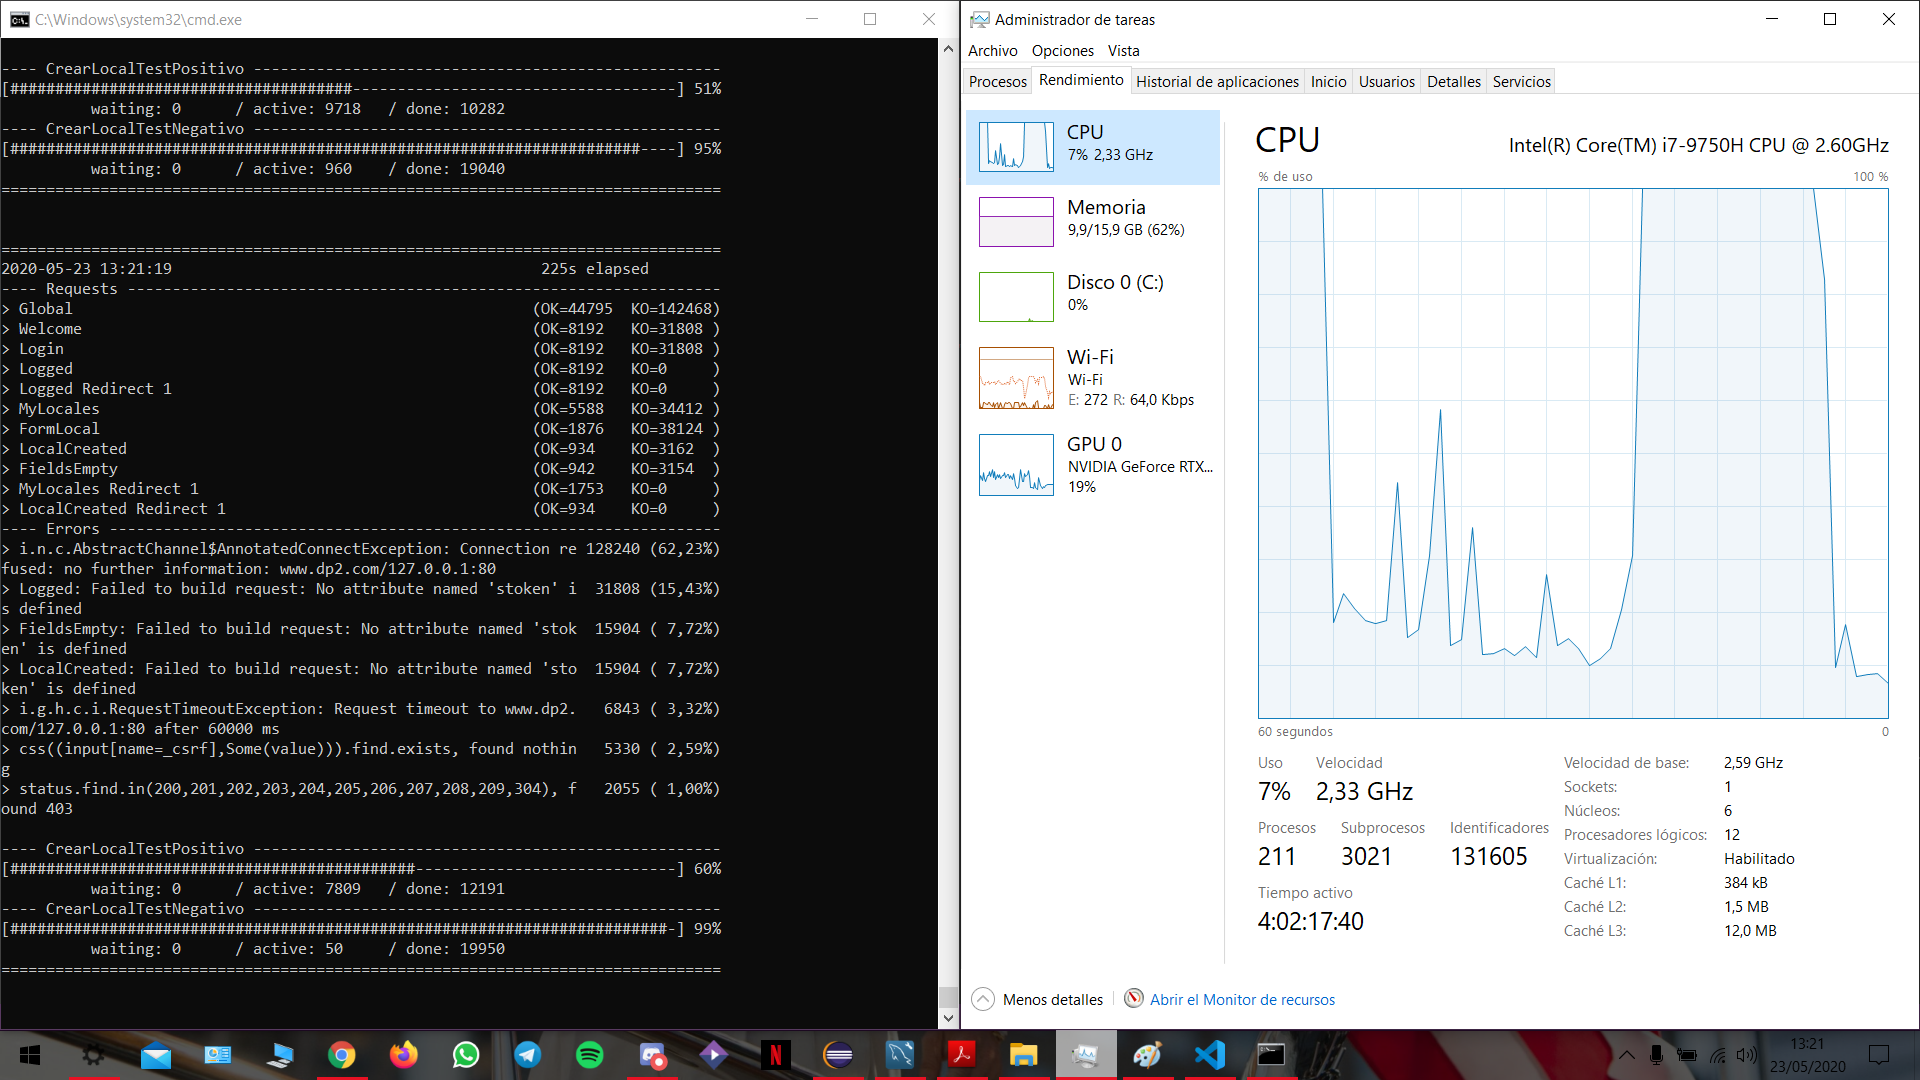 C:\Windows\system32\cmd.exe
---- CrearLocalTestPositivo ----------------------------------------------------
[######################################------------------------------------] 51%
          waiting: 0      / active: 9718   / done: 10282
---- CrearLocalTestNegativo ----------------------------------------------------
[######################################################################----] 95%
          waiting: 0      / active: 960    / done: 19040
================================================================================
================================================================================
2020-05-23 13:21:19                                         225s elapsed
---- Requests ------------------------------------------------------------------
> Global                                                   (OK=44795  KO=142468)
> Welcome                                                  (OK=8192   KO=31808 )
> Login                                                    (OK=8192   KO=31808 )
> Logged                                                   (OK=8192   KO=0     )
> Logged Redirect 1                                        (OK=8192   KO=0     )
> MyLocales                                                (OK=5588   KO=34412 )
> FormLocal                                                (OK=1876   KO=38124 )
> LocalCreated                                             (OK=934    KO=3162  )
> FieldsEmpty                                              (OK=942    KO=3154  )
> MyLocales Redirect 1                                     (OK=1753   KO=0     )
> LocalCreated Redirect 1                                  (OK=934    KO=0     )
---- Errors --------------------------------------------------------------------
> i.n.c.AbstractChannel$AnnotatedConnectException: Connection re 128240 (62,23%)
fused: no further information: www.dp2.com/127.0.0.1:80
> Logged: Failed to build request: No attribute named 'stoken' i  31808 (15,43%)
s defined
> FieldsEmpty: Failed to build request: No attribute named 'stok  15904 ( 7,72%)
en' is defined
> LocalCreated: Failed to build request: No attribute named 'sto  15904 ( 7,72%)
ken' is defined
> i.g.h.c.i.RequestTimeoutException: Request timeout to www.dp2.   6843 ( 3,32%)
com/127.0.0.1:80 after 60000 ms
> css((input[name=_csrf],Some(value))).find.exists, found nothin   5330 ( 2,59%)
g
> status.find.in(200,201,202,203,204,205,206,207,208,209,304), f   2055 ( 1,00%)
ound 403
---- CrearLocalTestPositivo ----------------------------------------------------
[#############################################-----------------------------] 60%
          waiting: 0      / active: 7809   / done: 12191
---- CrearLocalTestNegativo ----------------------------------------------------
[#########################################################################-] 99%
          waiting: 0      / active: 50     / done: 19950
================================================================================
Administrador de tareas
Archivo Opciones Vista
Procesos Rendimiento Historial de aplicaciones Inicio Usuarios Detalles Servicios
CPU
7% 2,33 GHz
Memoria
9,9/15,9 GB (62%)
Disco 0 (C:)
0%
Wi-Fi
Wi-Fi
E: 272 R: 64,0 Kbps
GPU 0
NVIDIA GeForce RTX...
19%
CPU
Intel(R) Core(TM) i7-9750H CPU @ 2.60GHz
% de uso 100 %
60 segundos 0
Uso Velocidad
7% 2,33 GHz
Procesos Subprocesos Identificadores
211 3021 131605
Tiempo activo
4:02:17:40
Velocidad de base: 2,59 GHz
Sockets: 1
Núcleos: 6
Procesadores lógicos: 12
Virtualización: Habilitado
Caché L1: 384 kB
Caché L2: 1,5 MB
Caché L3: 12,0 MB
Menos detalles Abrir el Monitor de recursos
13:21
23/05/2020